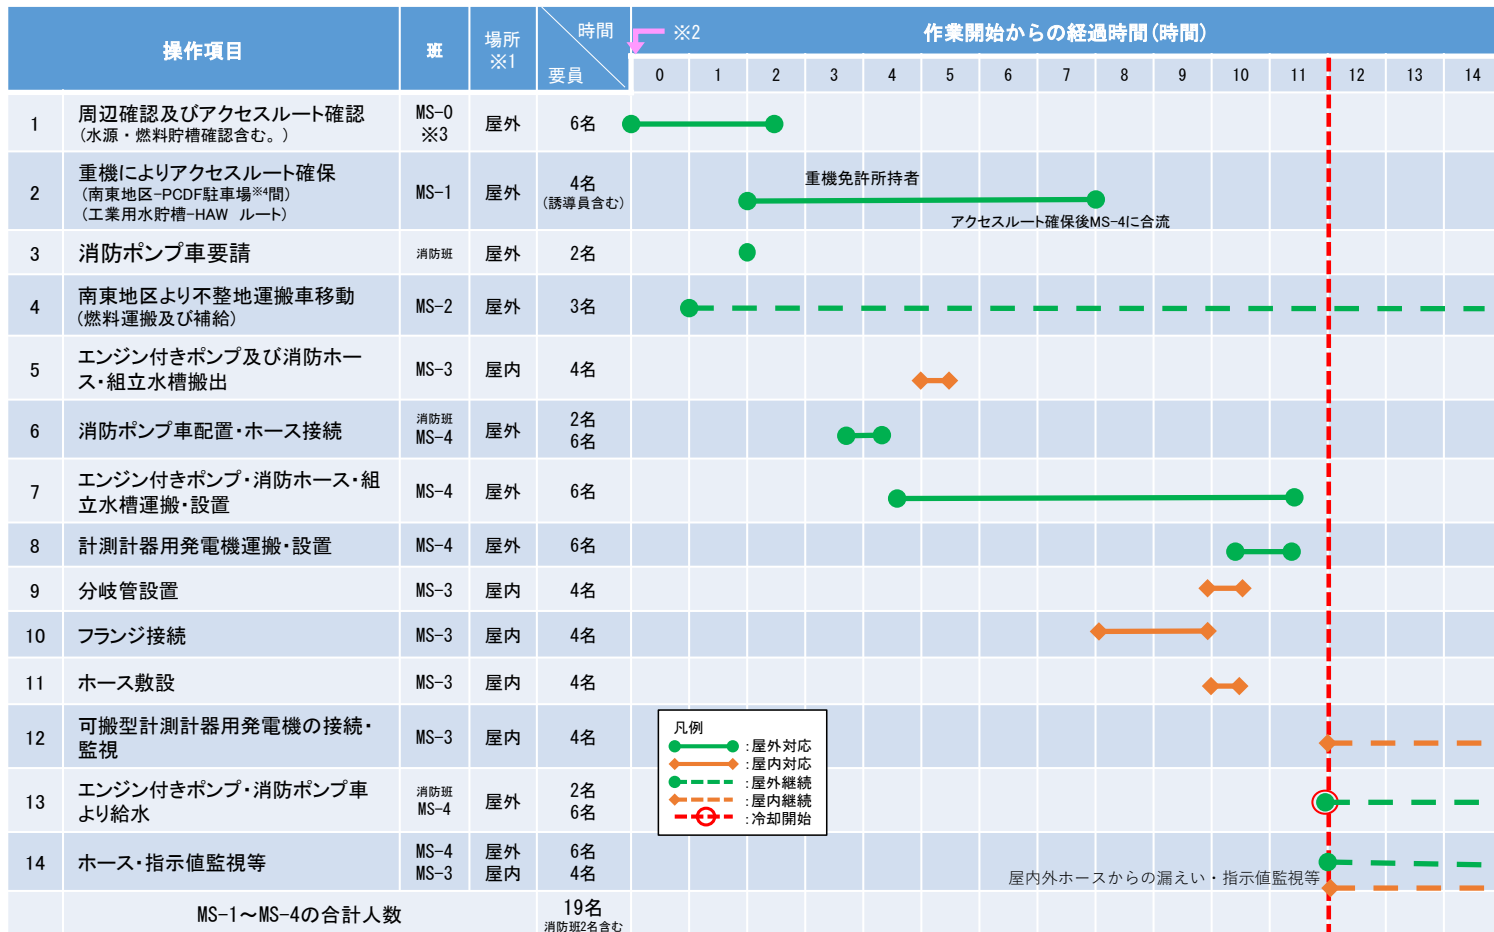 操作項目
班
場所
※1
時間
要員
※2
作業開始からの経過時間(時間)
0 1 2 3 4 5 6 7 8 9 10 11 12 13 14
1
周辺確認及びアクセスルート確認
(水源・燃料貯槽確認含む。)
MS-0
※3
屋外
6名
2
重機によりアクセスルート確保
(南東地区-PCDF駐車場※4間)
(工業用水貯槽-HAW ルート)
MS-1
屋外
4名
(誘導員含む)
重機免許所持者
アクセスルート確保後MS-4に合流
3
消防ポンプ車要請
消防班
屋外
2名
4
南東地区より不整地運搬車移動
(燃料運搬及び補給)
MS-2
屋外
3名
5
エンジン付きポンプ及び消防ホー
ス・組立水槽搬出
MS-3
屋内
4名
6
消防ポンプ車配置・ホース接続
消防班
MS-4
屋外
2名
6名
7
エンジン付きポンプ・消防ホース・組
立水槽運搬・設置
MS-4
屋外
6名
8
計測計器用発電機運搬・設置
MS-4
屋外
6名
9
分岐管設置
MS-3
屋内
4名
10
フランジ接続
MS-3
屋内
4名
11
ホース敷設
MS-3
屋内
4名
12
可搬型計測計器用発電機の接続・
監視
MS-3
屋内
4名
凡例
:屋外対応
:屋内対応
:屋外継続
:屋内継続
:冷却開始
13
エンジン付きポンプ・消防ポンプ車
より給水
消防班
MS-4
屋外
2名
6名
14
ホース・指示値監視等
MS-4
MS-3
屋外
屋内
6名
4名
屋内外ホースからの漏えい・指示値監視等
MS-1～MS-4の合計人数
19名
消防班2名含む